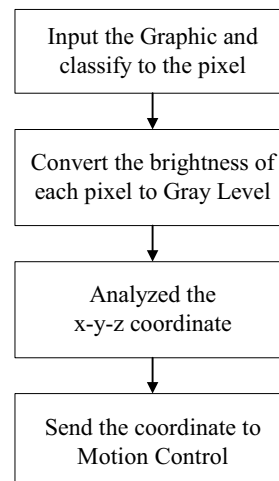 Input the Graphic and
classify to the pixel
Convert the brightness of
each pixel to Gray Level
Analyzed the
x-y-z coordinate
Send the coordinate to
Motion Control